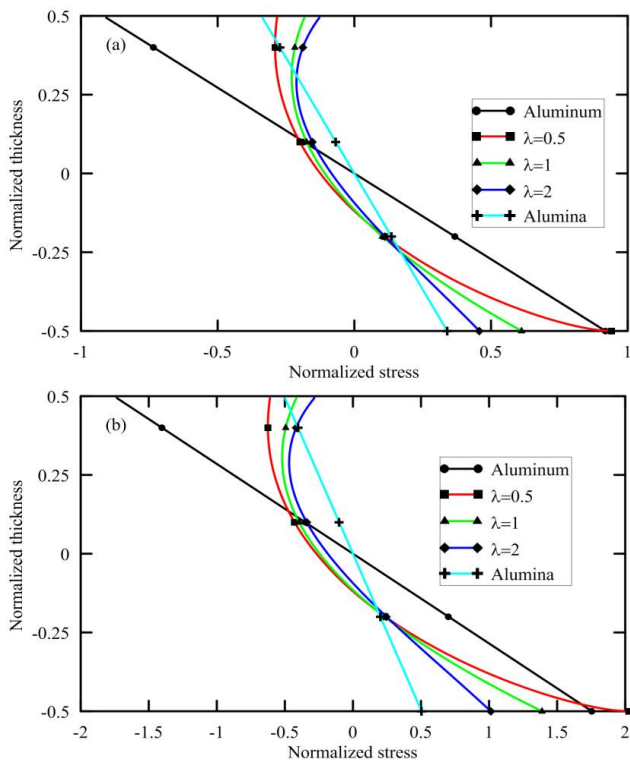 0.5
(a)
0.25
0
-0.25
-0.5
Normalized thickness
Aluminum
λ=0.5
λ=1
λ=2
Alumina
-1
-0.5
0
0.5
1
Normalized stress
0.5
(b)
0.25
0
-0.25
-0.5
Normalized thickness
Aluminum
λ=0.5
λ=1
λ=2
Alumina
-2
-1.5
-1
-0.5
0
0.5
1
1.5
2
Normalized stress